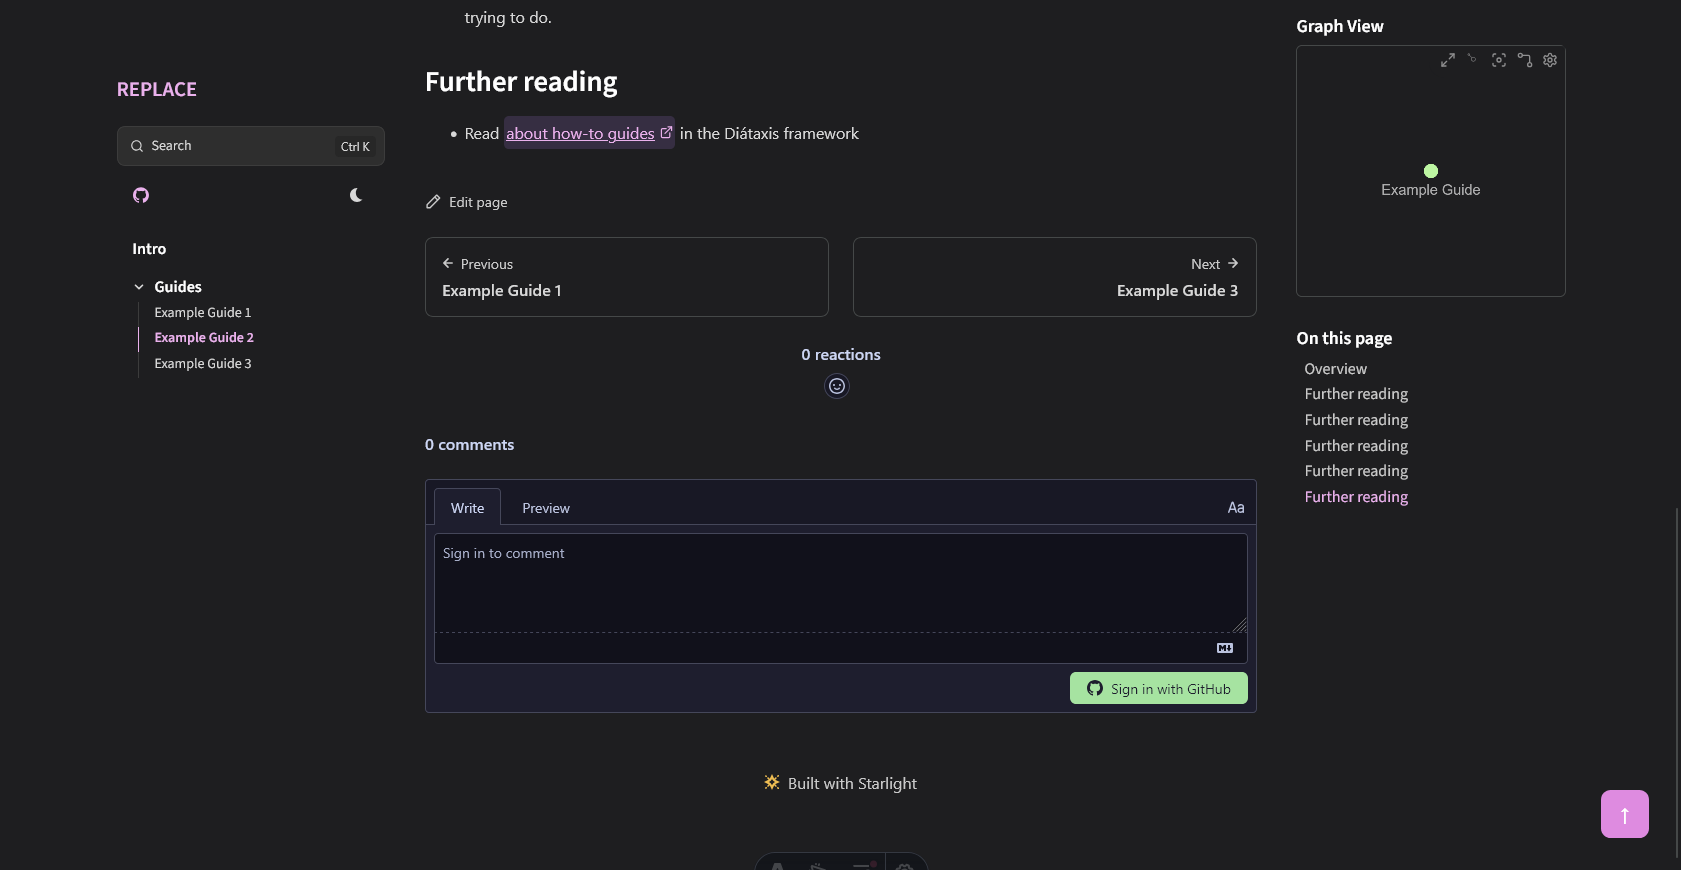 trying to do.
REPLACE
Search
Ctrl K
Intro
Guides
Example Guide 1
Example Guide 2
Example Guide 3
Further reading
Read about how-to guides in the Diátaxis framework
Edit page
Previous
Example Guide 1
Next
Example Guide 3
0 reactions
0 comments
Write
Preview
Aa
Sign in to comment
M
Sign in with GitHub
Built with Starlight
Graph View
Example Guide
On this page
Overview
Further reading
Further reading
Further reading
Further reading
Further reading